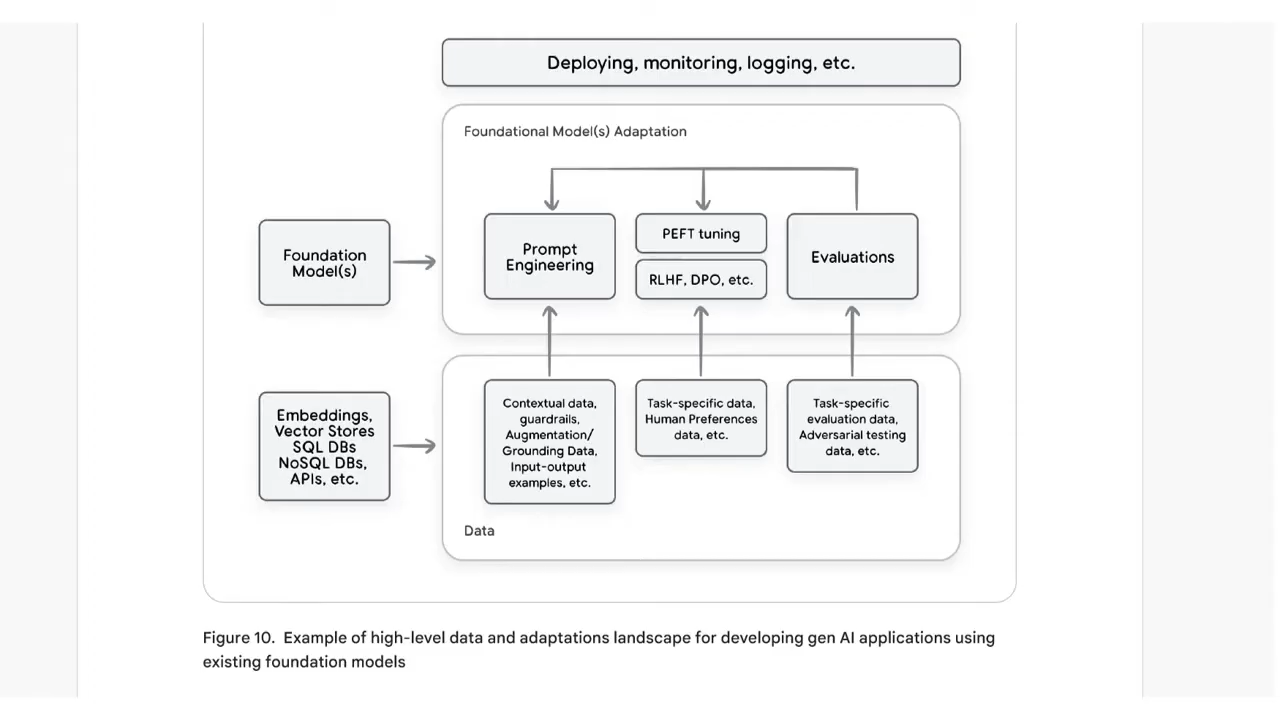 Deploying, monitoring, logging, etc.
Foundational Model(s) Adaptation
Foundation
Model(s)
Prompt
Engineering
PEFT tuning
RLHF, DPO, etc.
Evaluations
Embeddings,
Vector Stores
SQL DBs
NoSQL DBs,
APIs, etc.
Contextual data,
guardrails,
Augmentation/
Grounding Data,
Input-output
examples, etc.
Task-specific data,
Human Preferences
data, etc.
Task-specific
evaluation data,
Adversarial testing
data, etc.
Data
Figure 10. Example of high-level data and adaptations landscape for developing gen AI applications using
existing foundation models